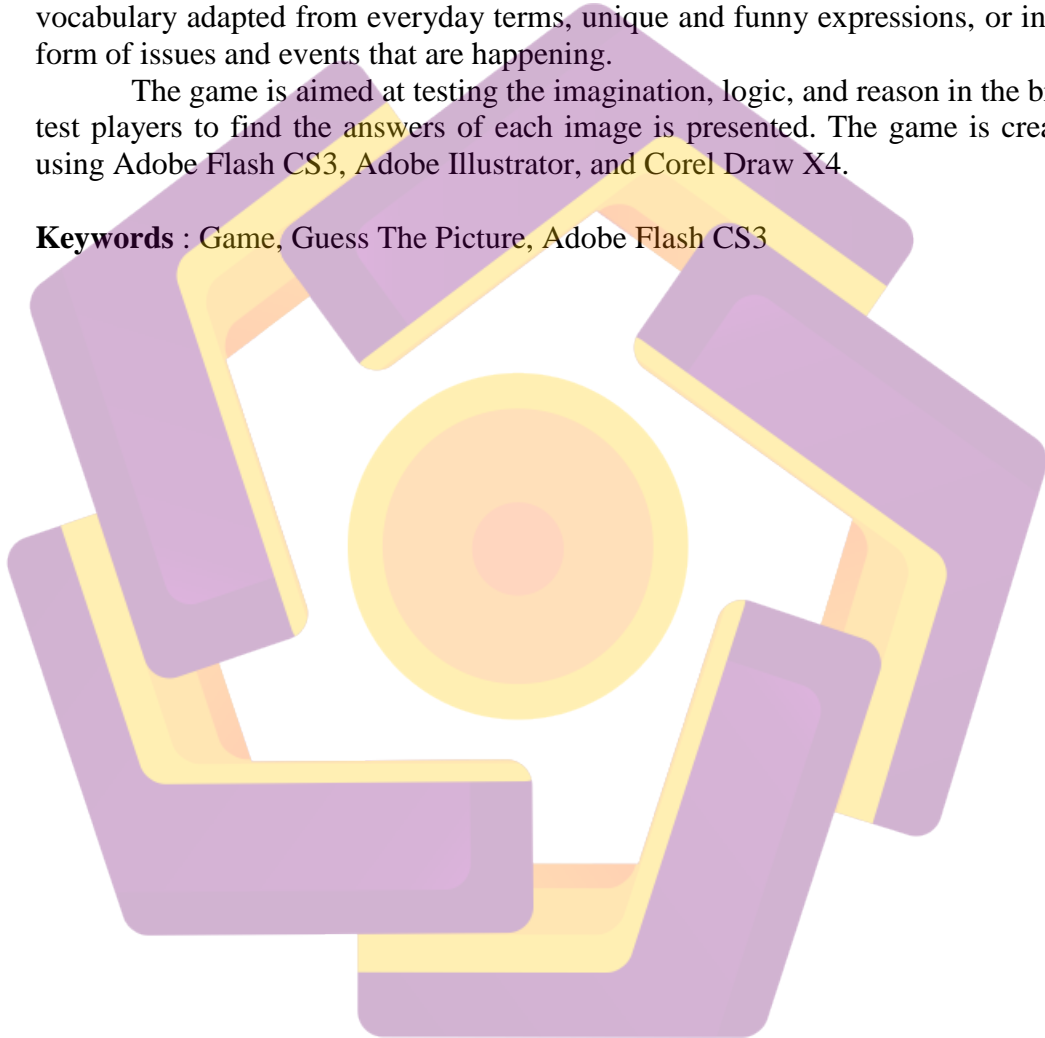 vocabulary adapted from everyday terms, unique and funny expressions, or in
form of issues and events that are happening.
The game is aimed at testing the imagination, logic, and reason in the
test players to find the answers of each image is presented. The game is
using Adobe Flash CS3, Adobe Illustrator, and Corel Draw X4.
Keywords : Game, Guess The Picture, Adobe Flash CS3